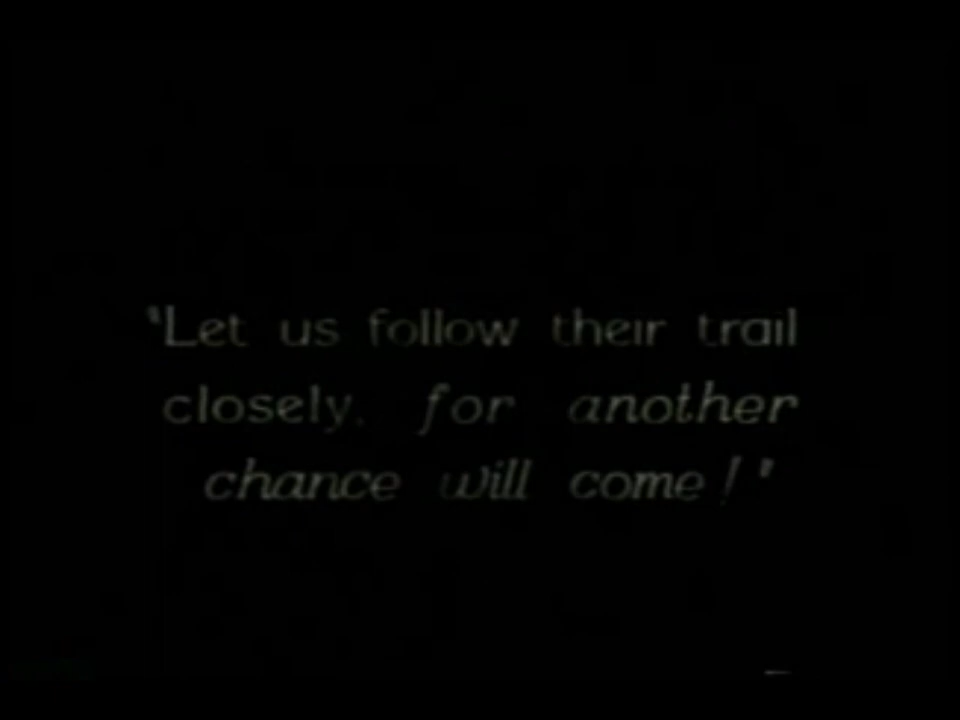 "Let us follow their trail
closely, for another
chance will come!"